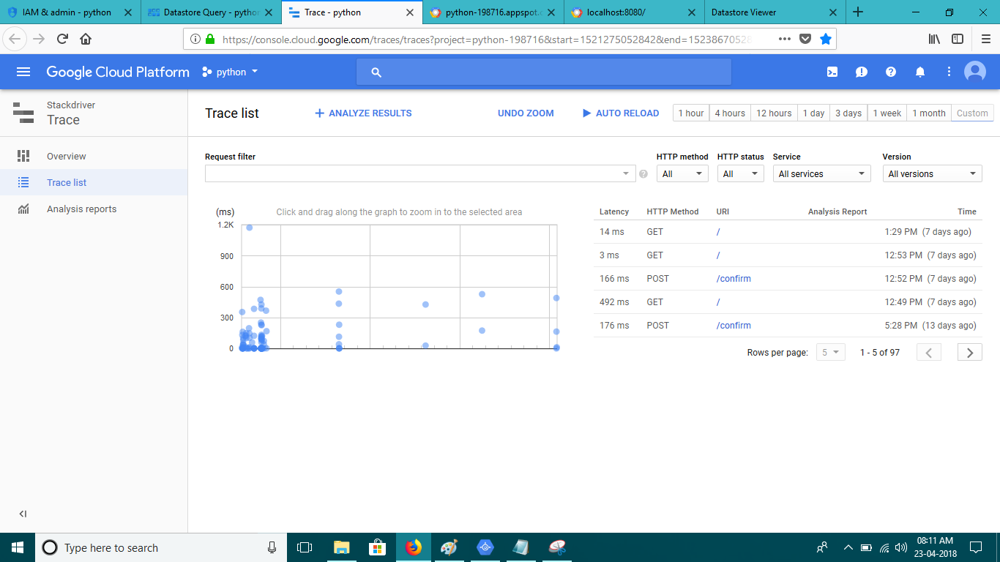 IAM & admin - python
Datastore Query - python
Trace - python
python-198716.appspot.c
localhost:8080/
Datastore Viewer
https://console.cloud.google.com/traces/traces?project=python-198716&start=1521275052842&end=15238670528
Google Cloud Platform
python
Stackdriver
Trace
Overview
Trace list
Analysis reports
Trace list
ANALYZE RESULTS
UNDO ZOOM
AUTO RELOAD
1 hour
4 hours
12 hours
1 day
3 days
1 week
1 month
Custom
Request filter
HTTP method
HTTP status
Service
Version
All
All
All services
All versions
(ms)
Click and drag along the graph to zoom in to the selected area
1.2K
900
600
300
0
Latency HTTP Method URI Analysis Report Time
14 ms GET / 1:29 PM (7 days ago)
3 ms GET / 12:53 PM (7 days ago)
166 ms POST /confirm 12:52 PM (7 days ago)
492 ms GET / 12:49 PM (7 days ago)
176 ms POST /confirm 5:28 PM (13 days ago)
Rows per page: 5 1 - 5 of 97
Type here to search
08:11 AM
23-04-2018